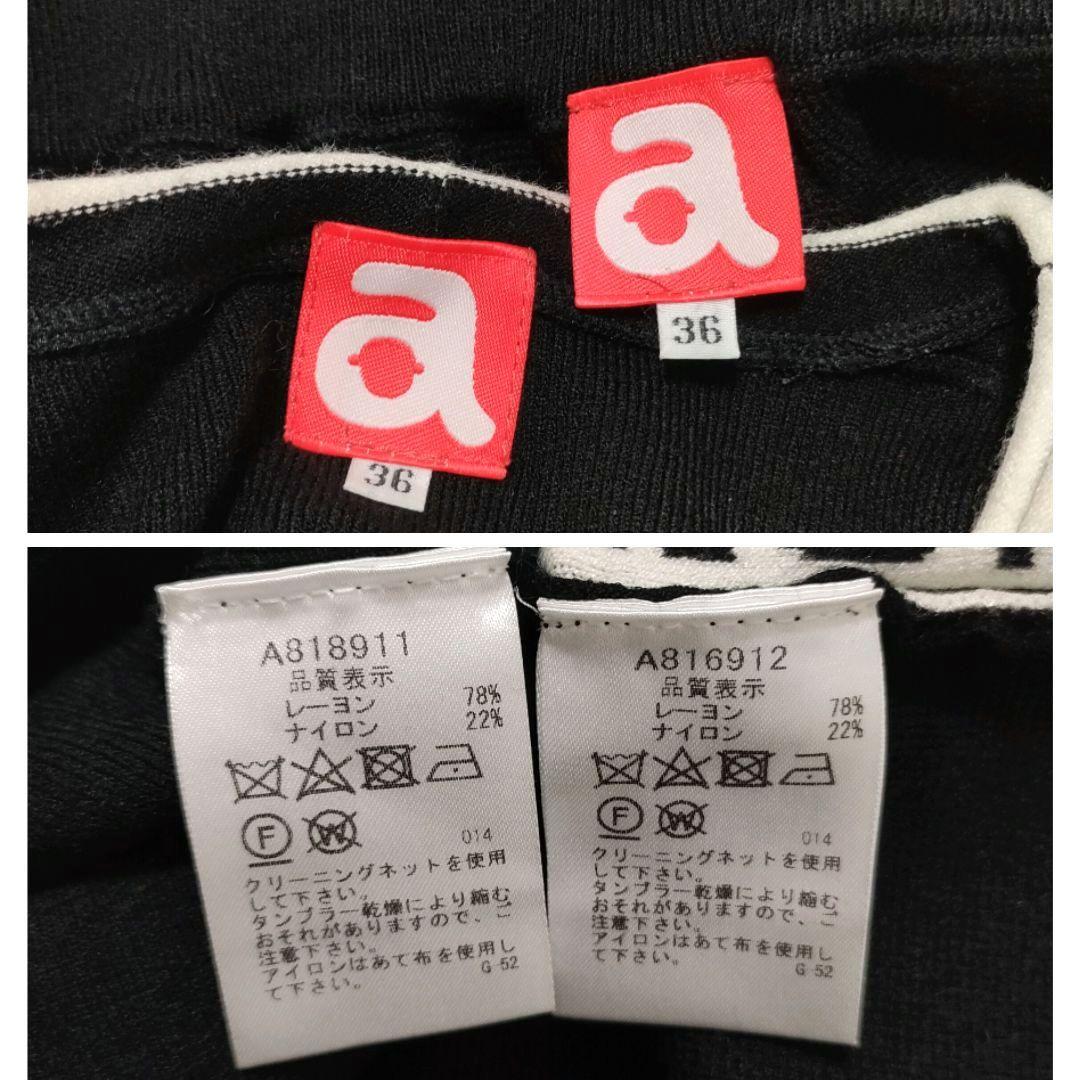 a
36
a
36
A818911
品質表示
レーヨン 78%
ナイロン 22%
F W
014
クリーニングネットを使用
して下さい。
タンブラー乾燥により縮む
おそれがありますので、ご
注意下さい。
アイロンはあて布を使用し
て下さい。
G-52
A816912
品質表示
レーヨン 78%
ナイロン 22%
F W
014
クリーニングネットを使用
して下さい。
タンブラー乾燥により縮む
おそれがありますので、ご
注意下さい。
アイロンはあて布を使用し
て下さい。
G-52